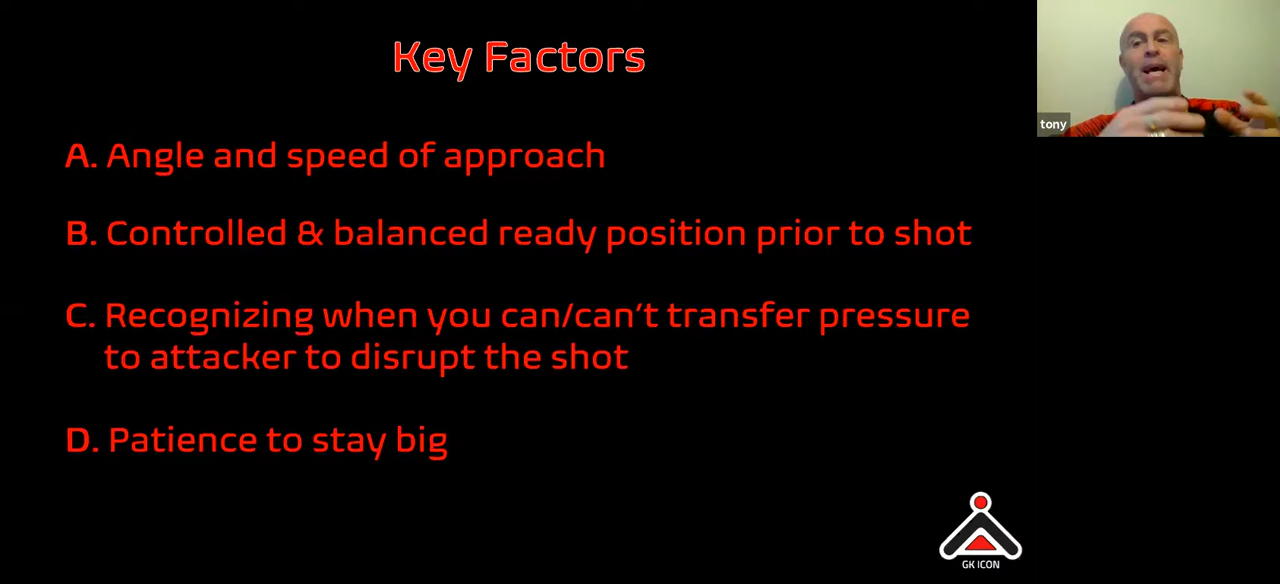 Key Factors
A. Angle and speed of approach
B. Controlled & balanced ready position prior to shot
C. Recognizing when you can/can't transfer pressure
to attacker to disrupt the shot
D. Patience to stay big
tony
GK ICON